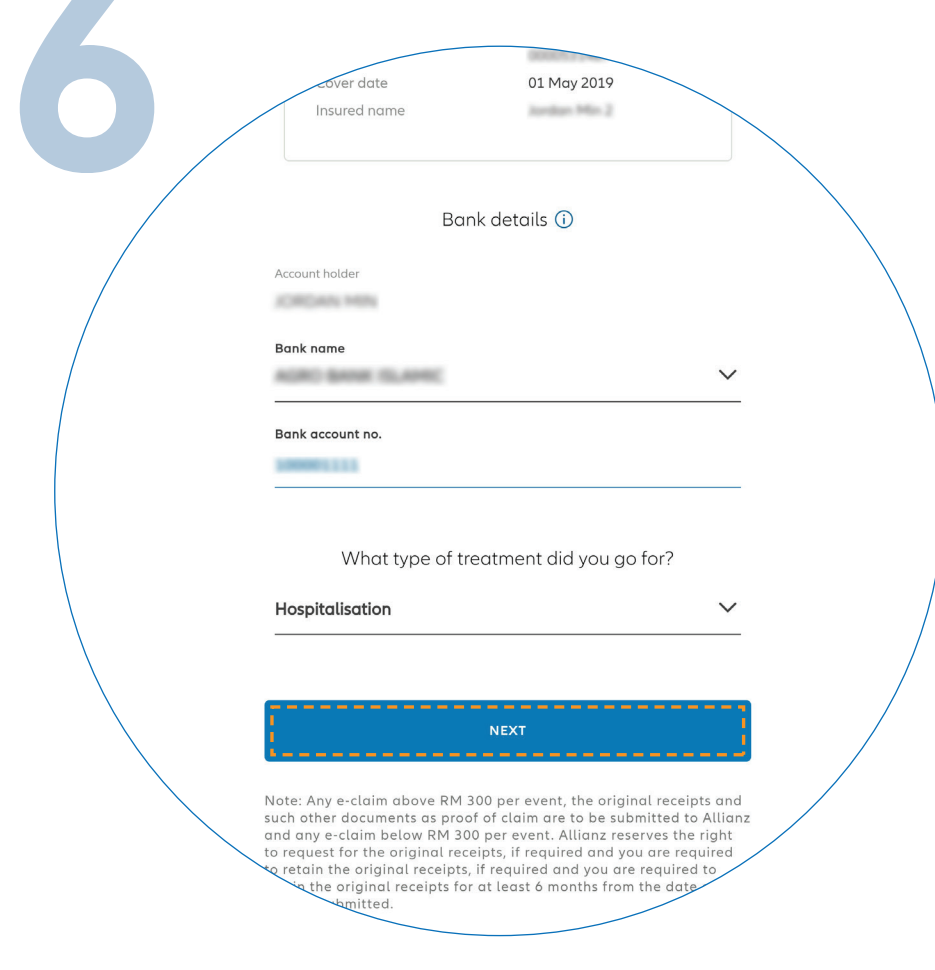 6
Cover date 01 May 2019
Insured name
Bank details
Account holder
Bank name
Bank account no.
What type of treatment did you go for?
Hospitalisation
NEXT
Note: Any e-claim above RM 300 per event, the original receipts and
such other documents as proof of claim are to be submitted to Allianz
and any e-claim below RM 300 per event. Allianz reserves the right
to request for the original receipts, if required and you are required
to retain the original receipts, if required and you are required to
the original receipts for at least 6 months from the date